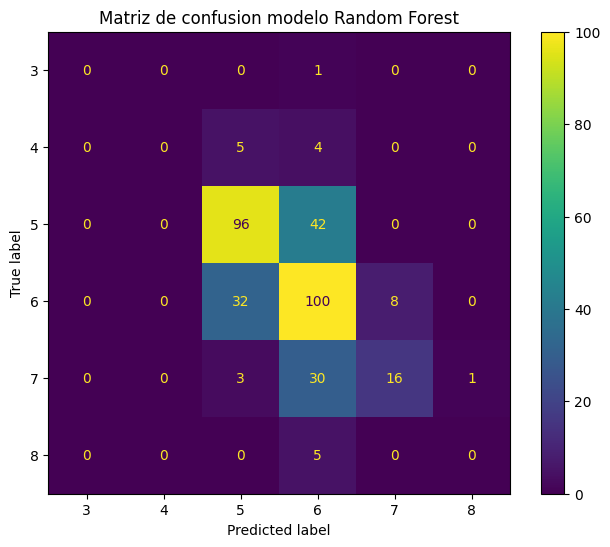 Matriz de confusion modelo Random Forest
True label
3 0 0 0 1 0 0
4 0 0 5 4 0 0
5 0 0 96 42 0 0
6 0 0 32 100 8 0
7 0 0 3 30 16 1
8 0 0 0 5 0 0
3 4 5 6 7 8
Predicted label
100
80
60
40
20
0